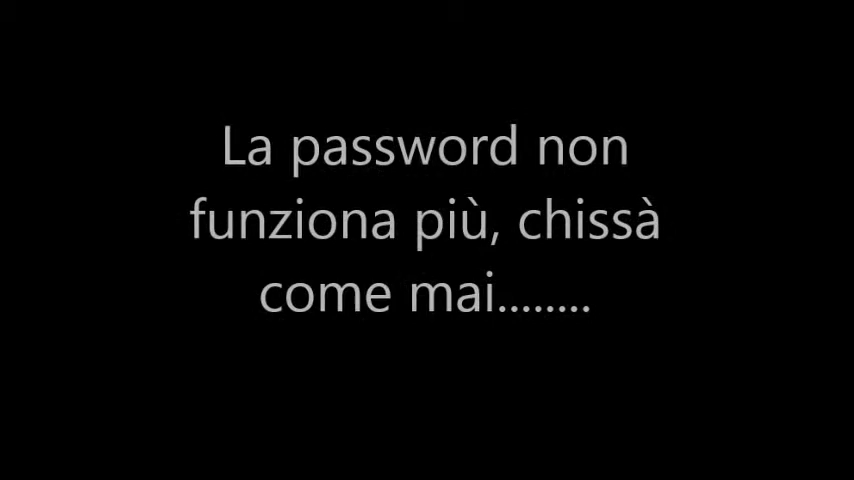 La password non
funziona più, chissà
come mai........